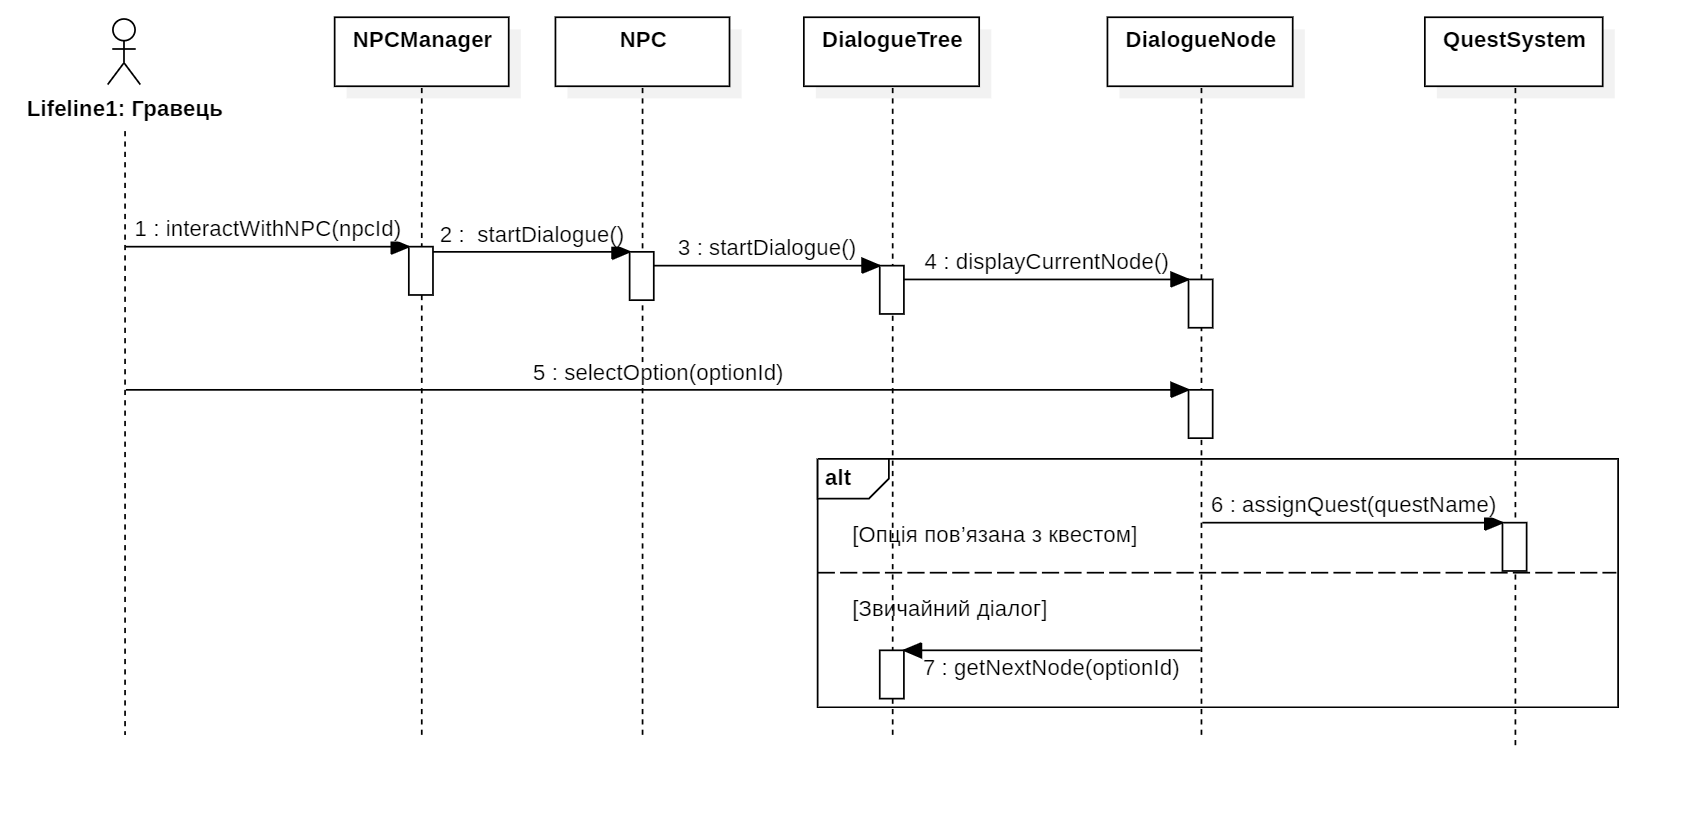 NPCManager
NPC
DialogueTree
DialogueNode
QuestSystem
Lifeline1: Гравець
1 : interactWithNPC(npcId)
2 :  startDialogue()
3 : startDialogue()
4 : displayCurrentNode()
5 : selectOption(optionId)
alt
6 : assignQuest(questName)
[Опція пов’язана з квестом]
[Звичайний діалог]
7 : getNextNode(optionId)